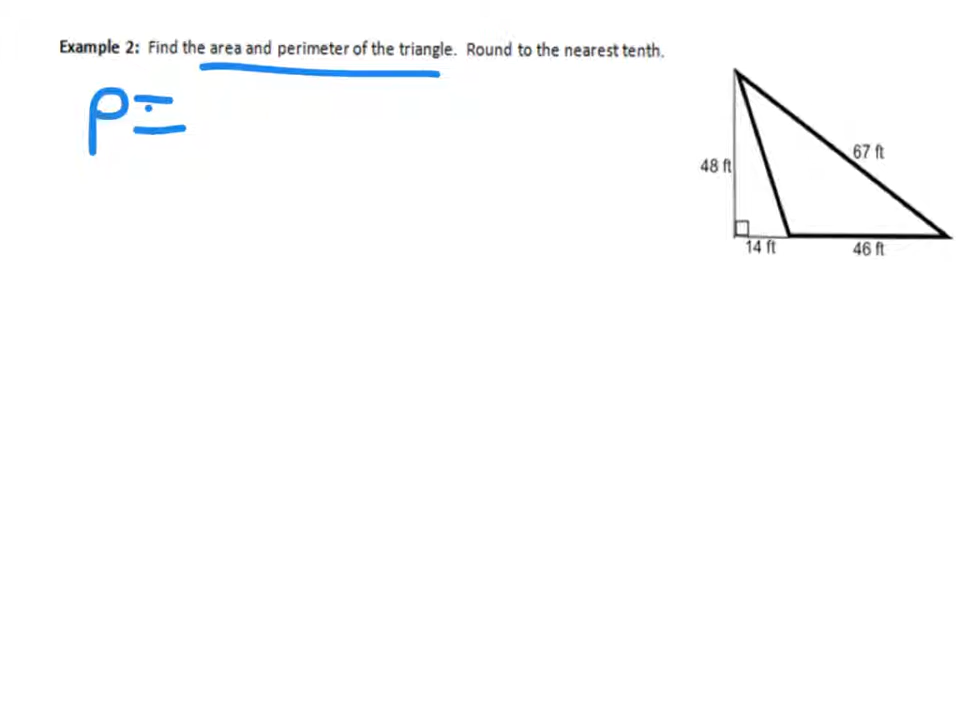 Example 2: Find the area and perimeter of the triangle. Round to the nearest tenth.
P=
67 ft
48 ft
14 ft
46 ft